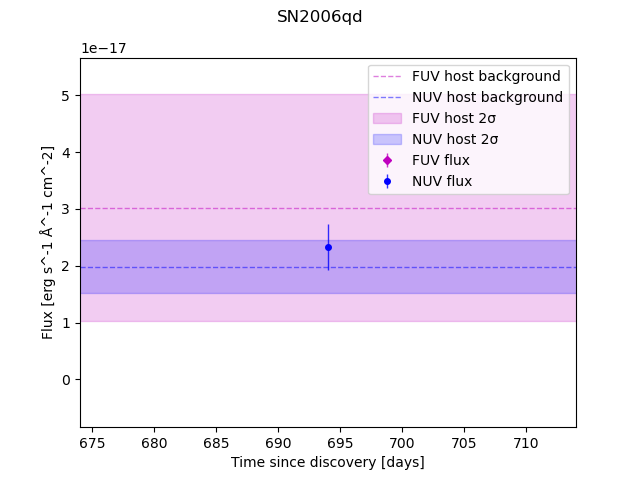 SN2006qd
1e−17
FUV host background
NUV host background
FUV host 2σ
NUV host 2σ
FUV flux
NUV flux
5
4
3
2
1
0
Flux [erg s^-1 Å^-1 cm^-2]
675 680 685 690 695 700 705 710
Time since discovery [days]